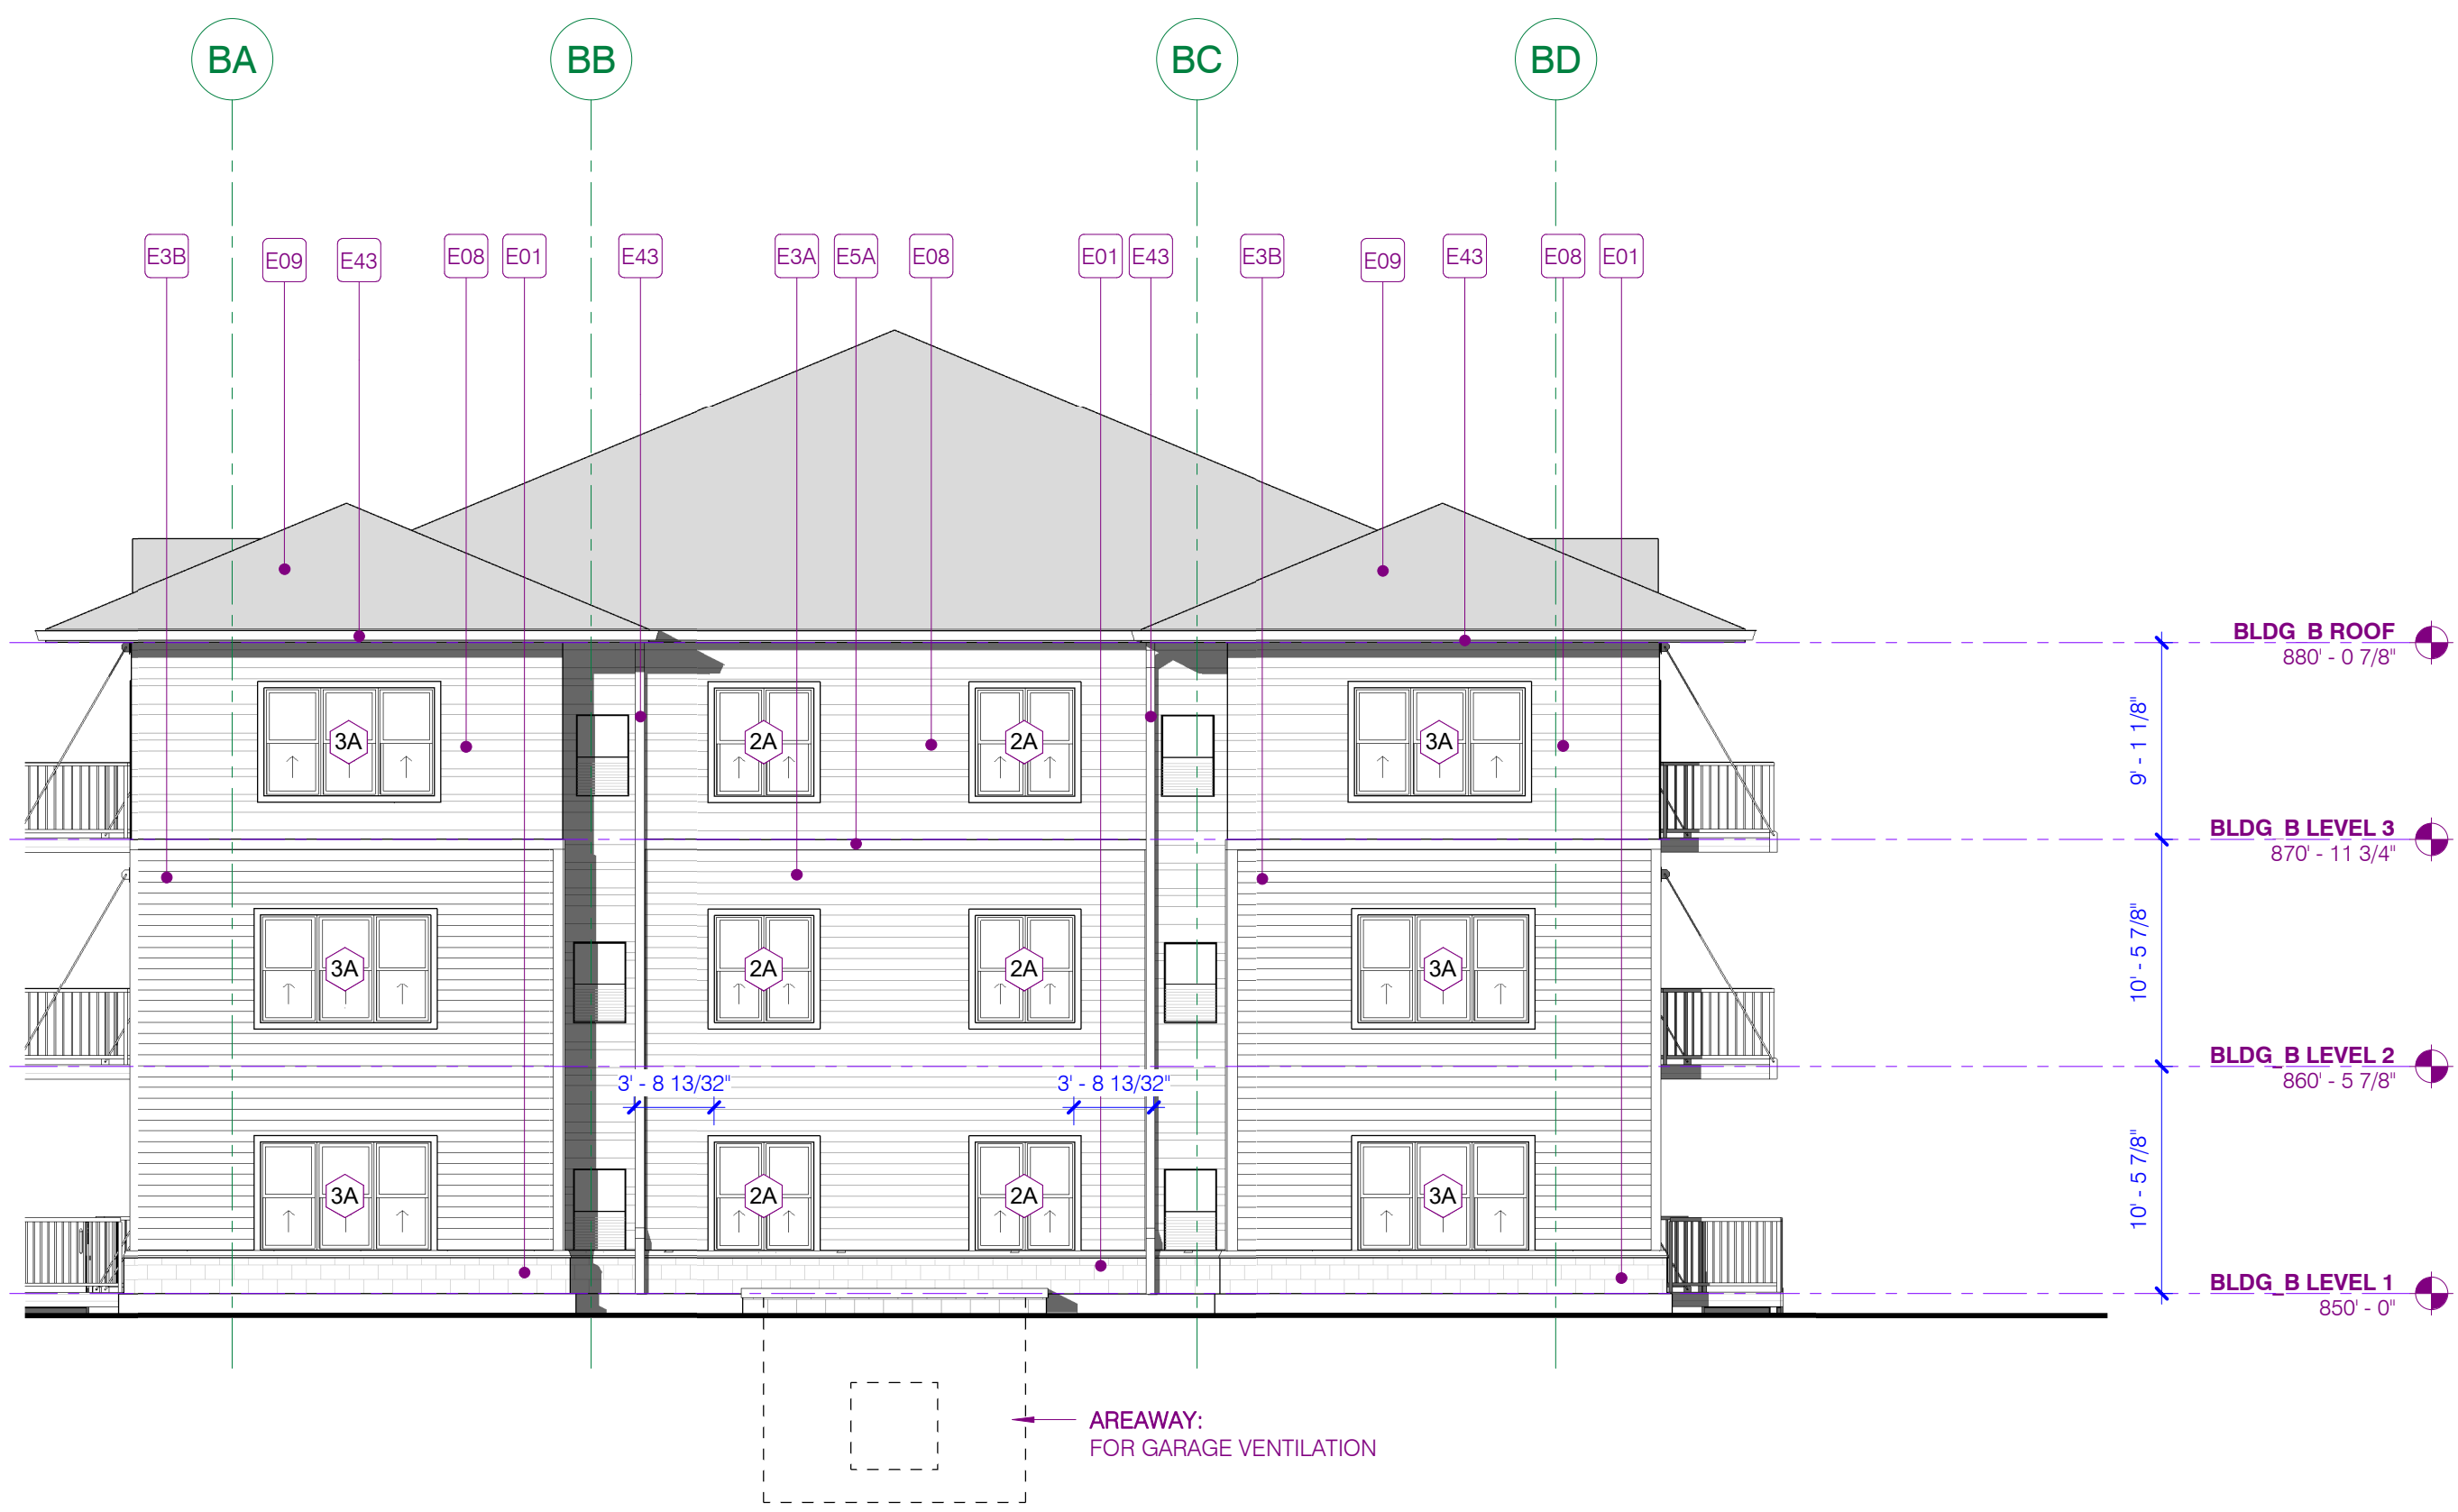 BA BB BC BD
E3B E09 E43 E08 E01 E43 E3A E5A E08 E01 E43 E3B E09 E43 E08 E01
BLDG_B ROOF
880' - 0 7/8"
9' - 1 1/8"
3A 2A 2A 3A
BLDG_B LEVEL 3
870' - 11 3/4"
10' - 5 7/8"
3A 2A 2A 3A
BLDG_B LEVEL 2
860' - 5 7/8"
3' - 8 13/32" 3' - 8 13/32"
10' - 5 7/8"
3A 2A 2A 3A
BLDG_B LEVEL 1
850' - 0"
AREAWAY:
FOR GARAGE VENTILATION